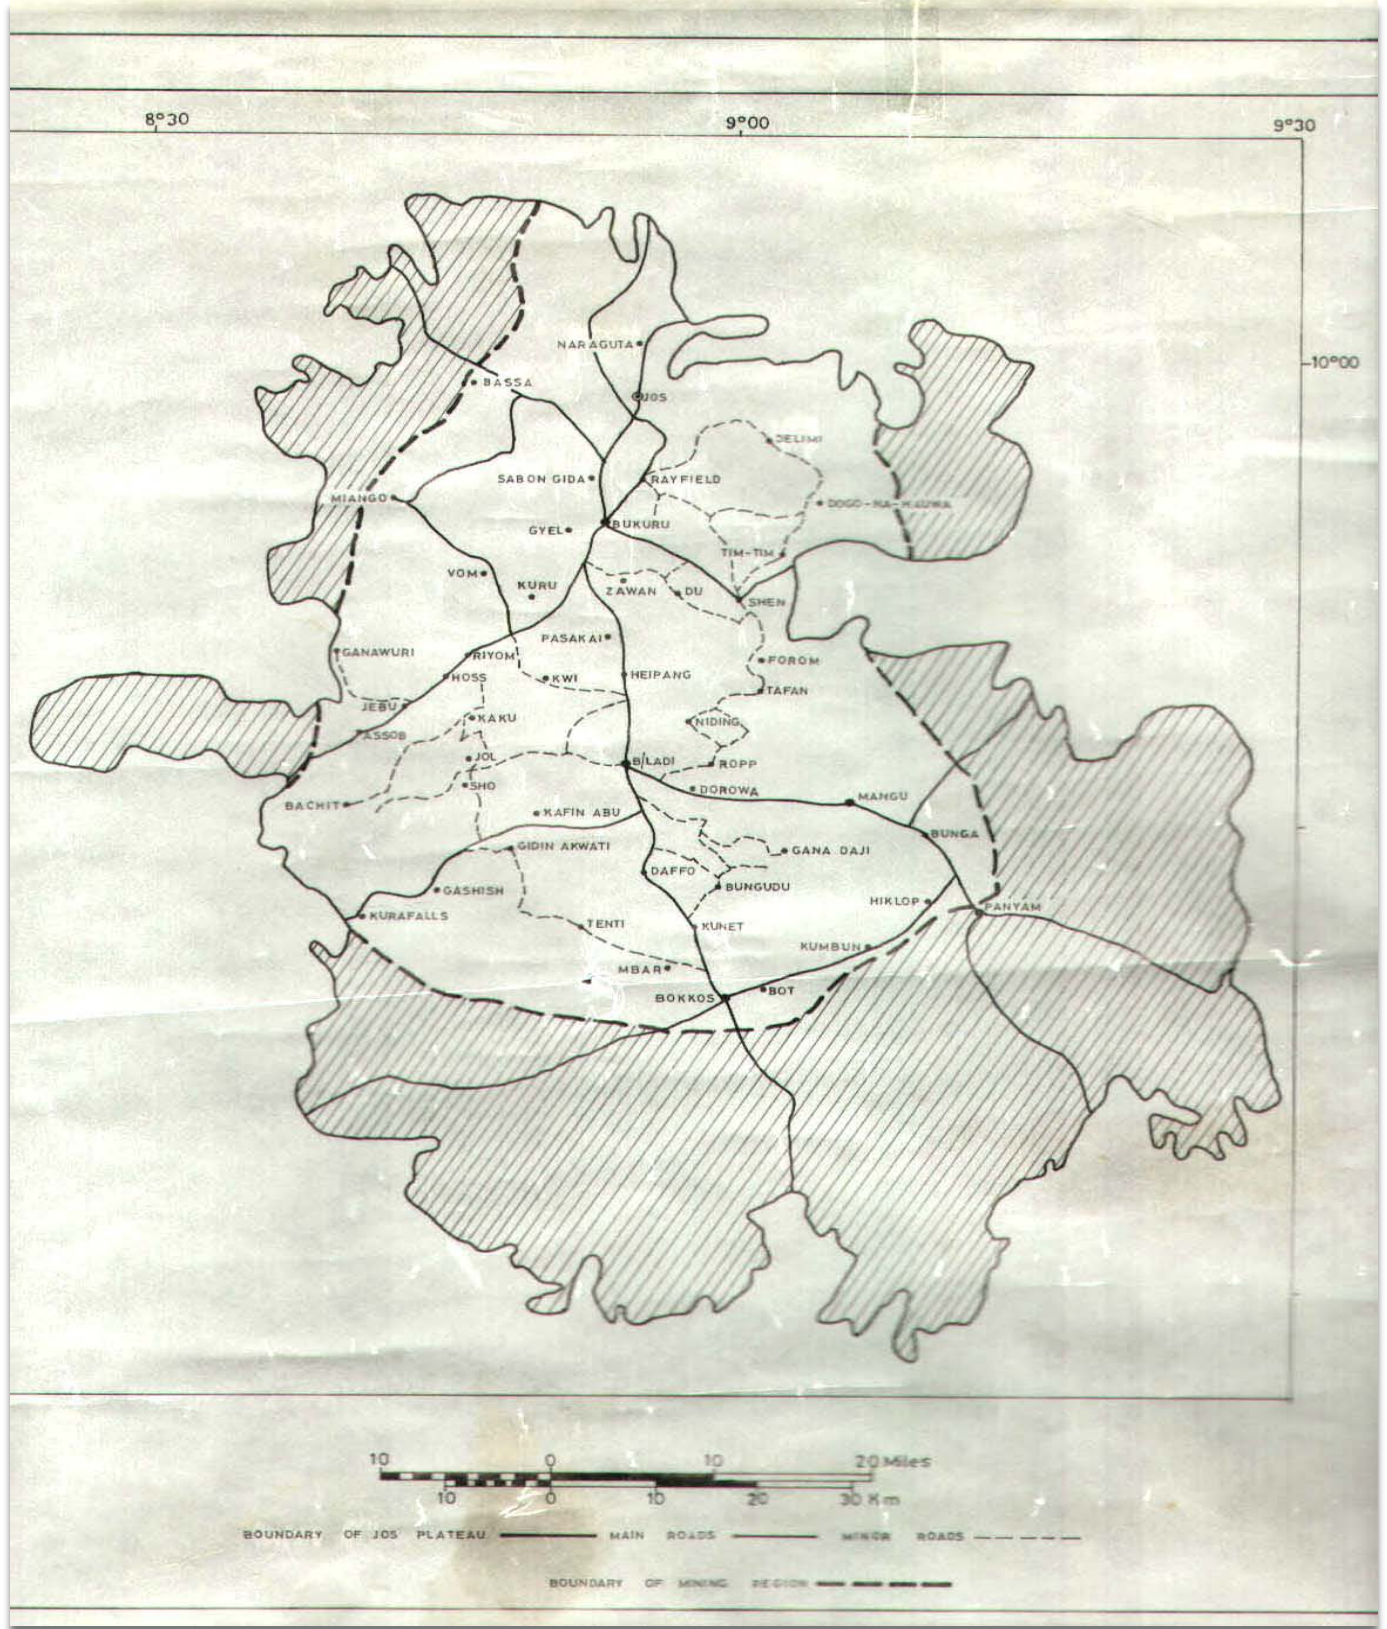 8°30 9°00 9°30
10°00
NARAGUTA
BASSA
JOS
DELIMI
SABON GIDA
RAYFIELD
MIANGO
DOGO-NA-HAUWA
GYEL
BUKURU
TIM-TIM
VOM
KURU
ZAWAN
DU
SHEN
PASAKAI
GANAWURI
RIYOM
FOROM
HOSS
KWI
HEIPANG
TAFAN
JEBU
KAKU
NIDING
ASSOB
JOL
B/LADI
ROPP
SHO
DOROWA
MANGU
BACHIT
KAFIN ABU
BUNGA
GIDIN AKWATI
GANA DAJI
DAFFO
GASHISH
BUNGUDU
HIKLOP
PANYAM
KURAFALLS
TENTI
KUNET
KUMBUN
MBAR
BOKKOS
BOT
10 0 10 20 Miles
10 0 10 20 30 Km
BOUNDARY OF JOS PLATEAU MAIN ROADS MINOR ROADS
BOUNDARY OF MINING REGION